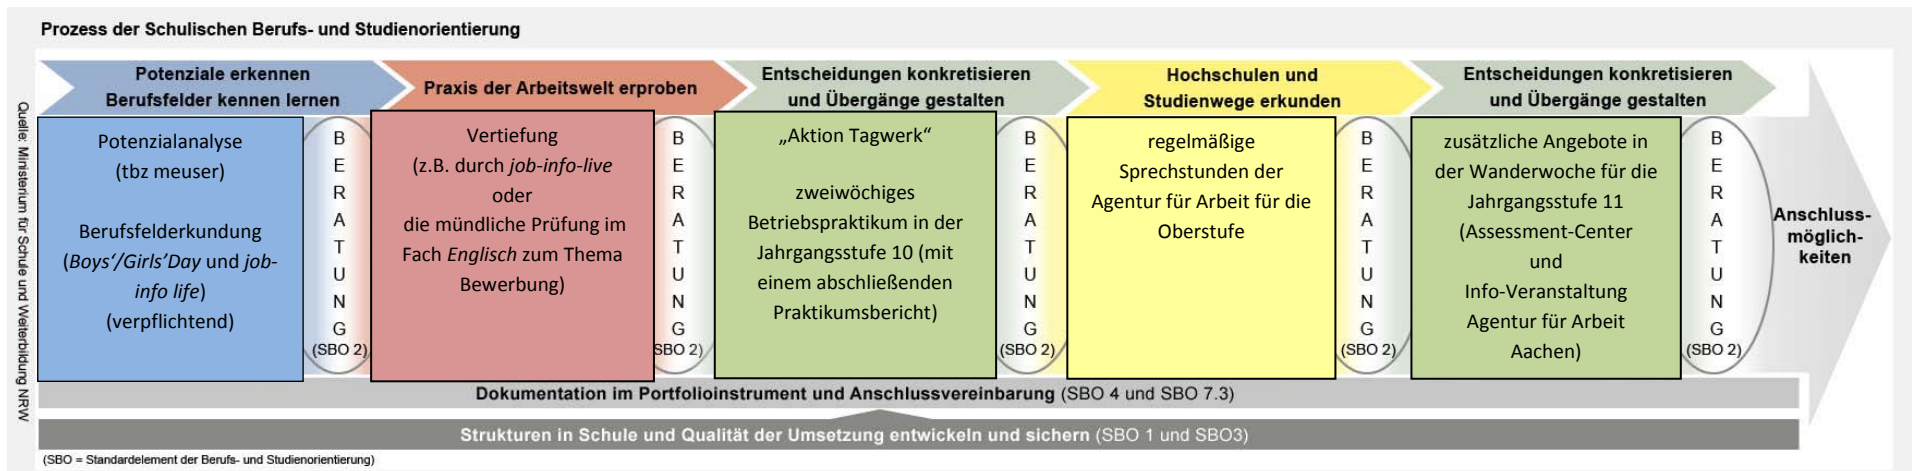 Prozess der Schulischen Berufs- und Studienorientierung
Quelle: Ministerium für Schule und Weiterbildung NRW
Potenziale erkennen
Berufsfelder kennen lernen
Potenzialanalyse
(tbz meuser)
Berufsfelderkundung
(Boys‘/Girls’Day und job-
info life)
(verpflichtend)
B
E
R
A
T
U
N
G
(SBO 2)
Praxis der Arbeitswelt erproben
Vertiefung
(z.B. durch job-info-live
oder
die mündliche Prüfung im
Fach Englisch zum Thema
Bewerbung)
B
E
R
A
T
U
N
G
SBO 2)
Entscheidungen konkretisieren
und Übergänge gestalten
„Aktion Tagwerk“
zweiwöchiges
Betriebspraktikum in der
Jahrgangsstufe 10 (mit
einem abschließenden
Praktikumsbericht)
B
E
R
A
T
U
N
G
(SBO 2)
Hochschulen und
Studienwege erkunden
regelmäßige
Sprechstunden der
Agentur für Arbeit für die
Oberstufe
B
E
R
A
T
U
N
G
(SBO 2)
Entscheidungen konkretisieren
und Übergänge gestalten
zusätzliche Angebote in
der Wanderwoche für die
Jahrgangsstufe 11
(Assessment-Center
und
Info-Veranstaltung
Agentur für Arbeit
Aachen)
B
E
R
A
T
U
N
G
(SBO 2)
Anschluss-
möglich-
keiten
Dokumentation im Portfolioinstrument und Anschlussvereinbarung (SBO 4 und SBO 7.3)
Strukturen in Schule und Qualität der Umsetzung entwickeln und sichern (SBO 1 und SBO3)
(SBO = Standardelement der Berufs- und Studienorientierung)